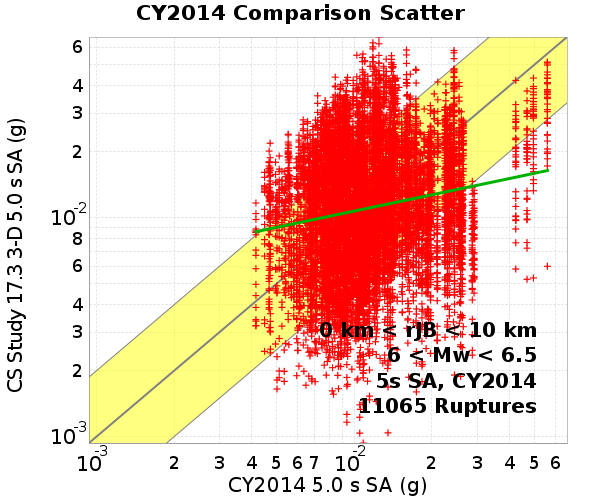 CY2014 Comparison Scatter
CS Study 17.3 3-D 5.0 s SA (g)
6
4
3
2
10-2
8
6
4
3
2
10-3
0 km < rJB < 10 km
6 < Mw < 6.5
5s SA, CY2014
11065 Ruptures
10-3 2 3 4 5 6 7 10-2 2 3 4 5 6
CY2014 5.0 s SA (g)